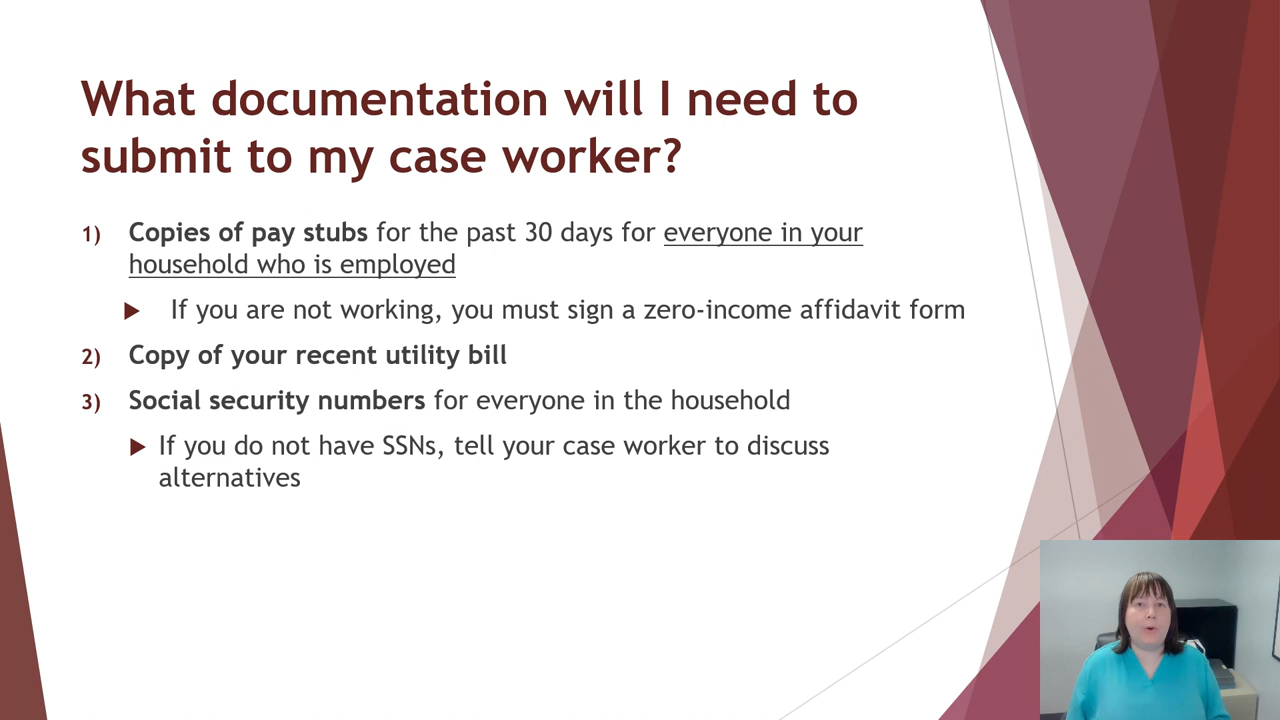 What documentation will I need to
submit to my case worker?
1) Copies of pay stubs for the past 30 days for everyone in your
household who is employed
If you are not working, you must sign a zero-income affidavit form
2) Copy of your recent utility bill
3) Social security numbers for everyone in the household
If you do not have SSNs, tell your case worker to discuss
alternatives